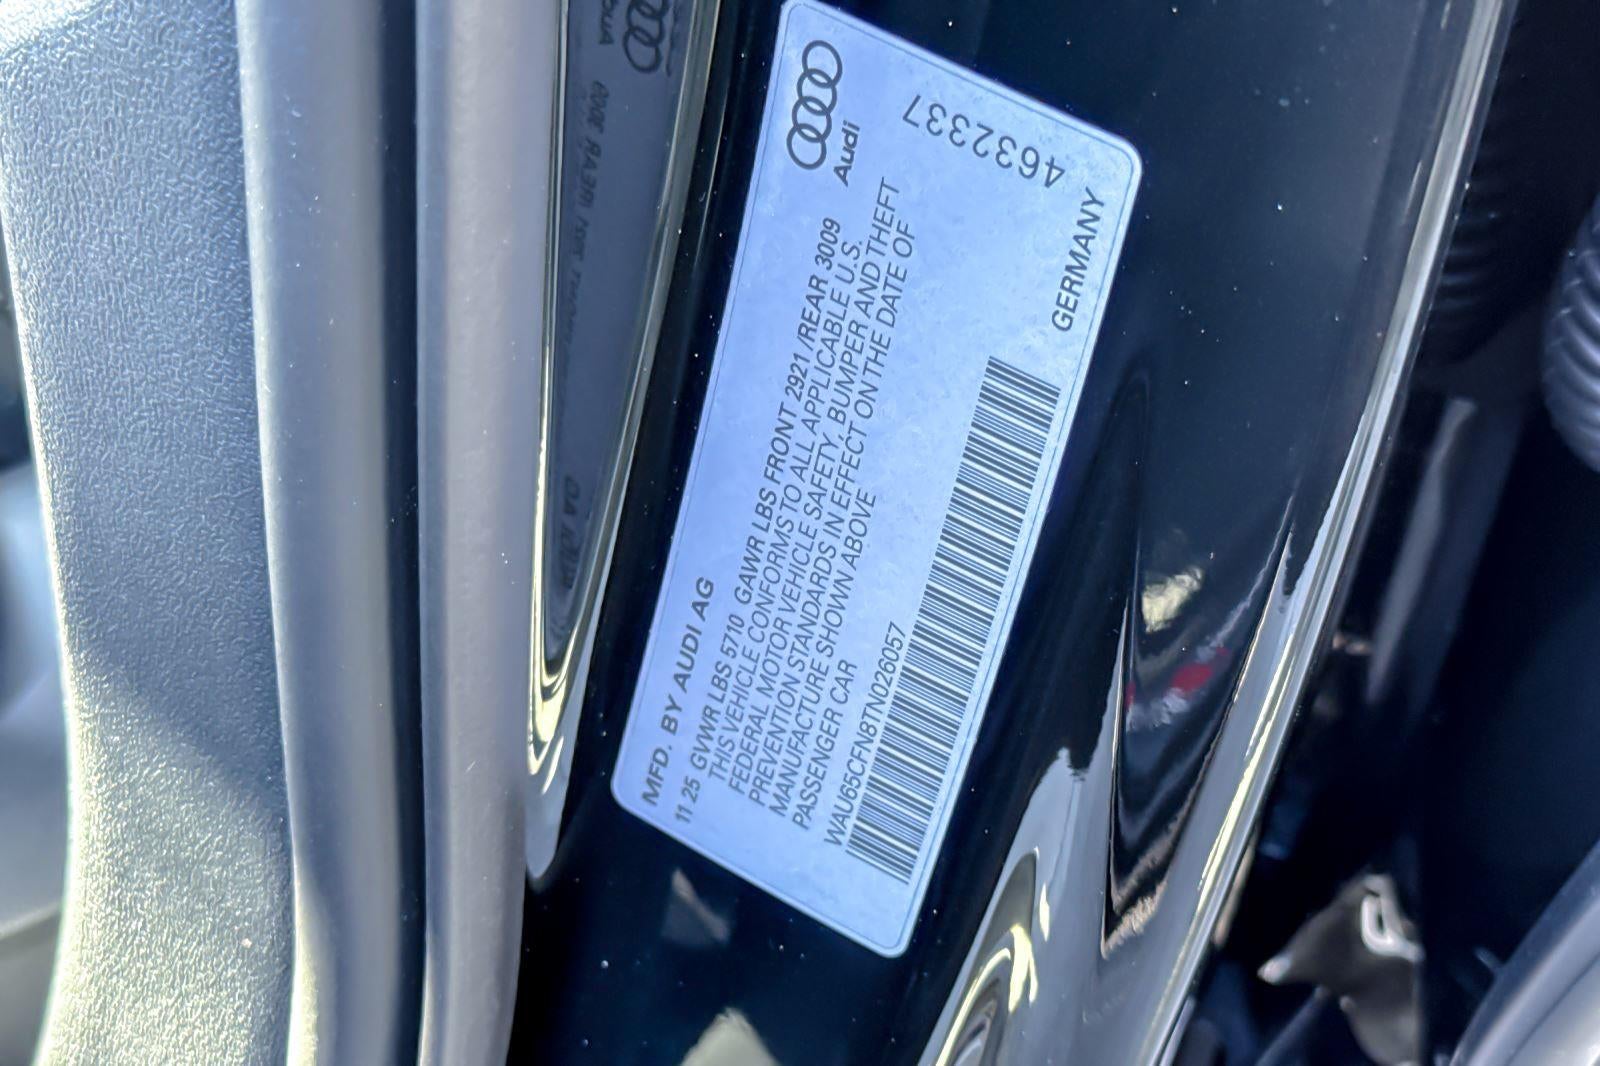 Audi
4632337
MFD. BY AUDI AG
11 25 GVWR LBS 5710 GAWR LBS FRONT 2921 /REAR 3009
THIS VEHICLE CONFORMS TO ALL APPLICABLE U.S.
FEDERAL MOTOR VEHICLE SAFETY, BUMPER AND THEFT
PREVENTION STANDARDS IN EFFECT ON THE DATE OF
MANUFACTURE SHOWN ABOVE
PASSENGER CAR
WAU65CFN8TN026057
GERMANY